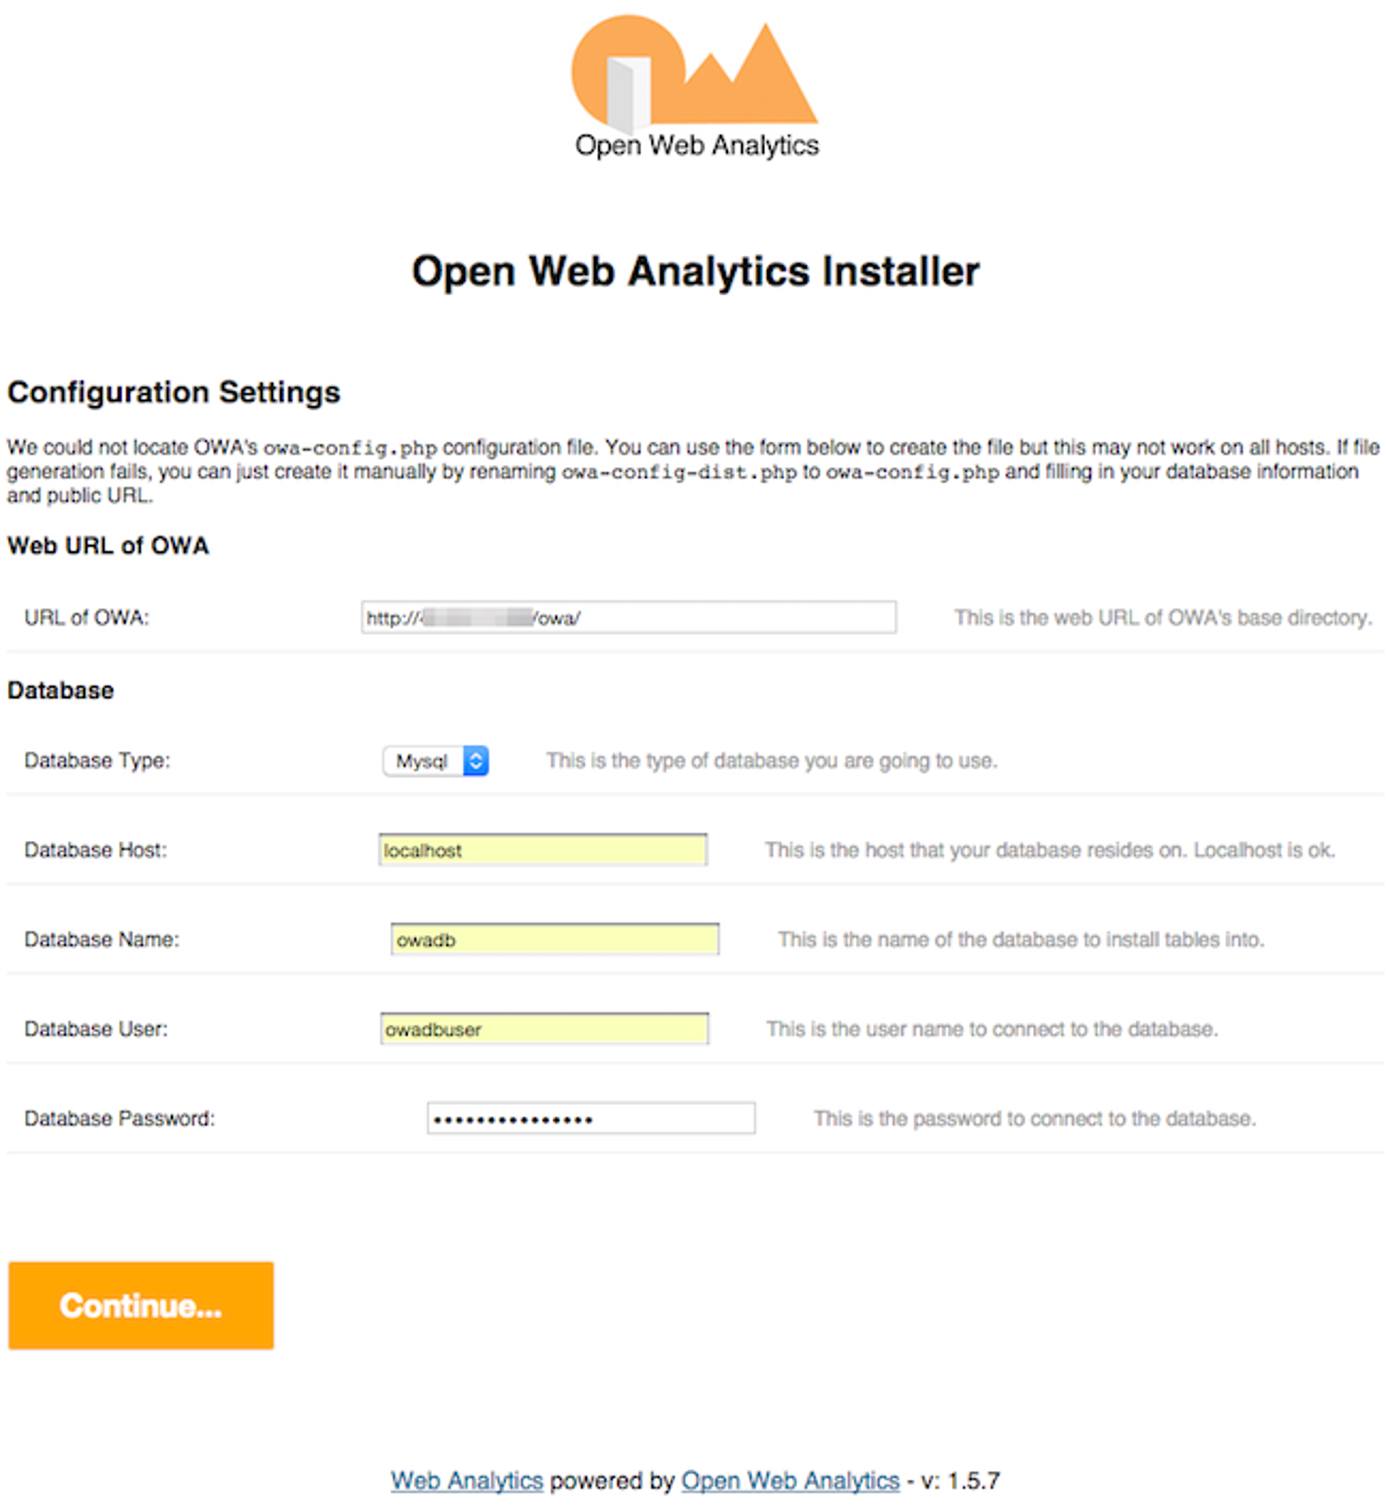 Open Web Analytics
Open Web Analytics Installer
Configuration Settings
We could not locate OWA's owa-config.php configuration file. You can use the form below to create the file but this may not work on all hosts. If file
generation fails, you can just create it manually by renaming owa-config-dist.php to owa-config.php and filling in your database information
and public URL.
Web URL of OWA
URL of OWA: http:// /owa/ This is the web URL of OWA's base directory.
Database
Database Type: Mysql This is the type of database you are going to use.
Database Host: localhost This is the host that your database resides on. Localhost is ok.
Database Name: owadb This is the name of the database to install tables into.
Database User: owadbuser This is the user name to connect to the database.
Database Password: ••••••••••••••• This is the password to connect to the database.
Continue...
Web Analytics powered by Open Web Analytics - v: 1.5.7